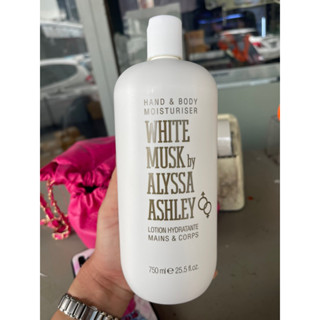 HAND & BODY
MOISTURISER
WHITE
MUSK by
ALYSSA
ASHLEY
LOTION HYDRATANTE
MAINS & CORPS
750 ml e 25.5 fl.oz.